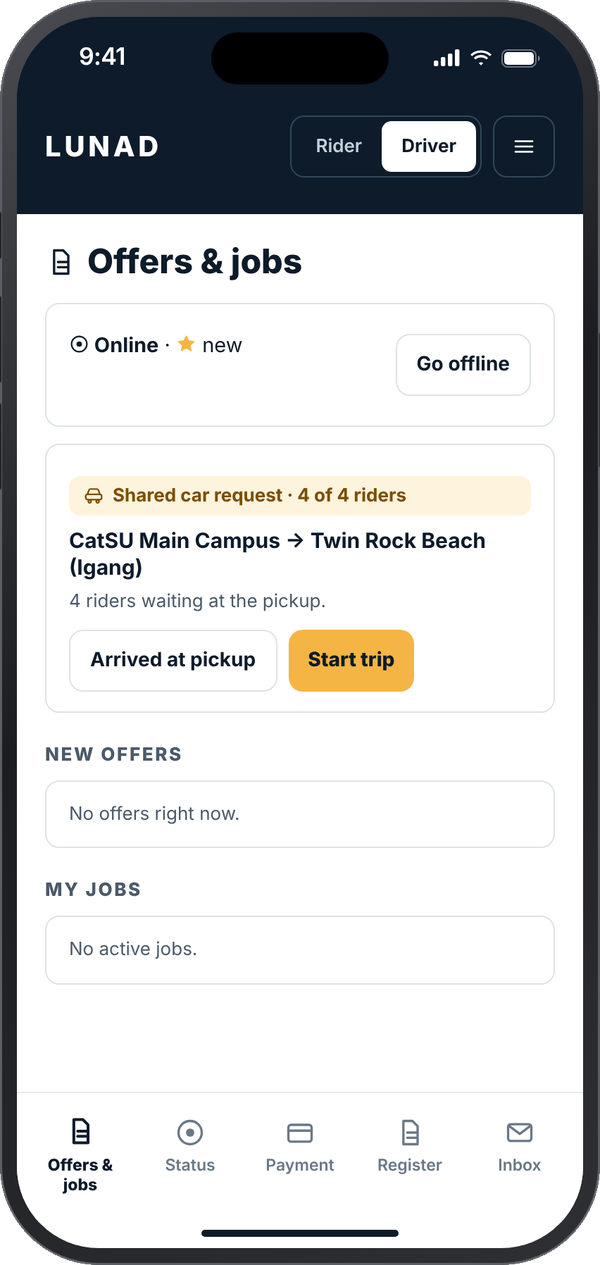 9:41
LUNAD
Rider
Driver
Offers & jobs
Online · new
Go offline
Shared car request · 4 of 4 riders
CatSU Main Campus → Twin Rock Beach
(Igang)
4 riders waiting at the pickup.
Arrived at pickup
Start trip
NEW OFFERS
No offers right now.
MY JOBS
No active jobs.
Offers &
jobs
Status
Payment
Register
Inbox